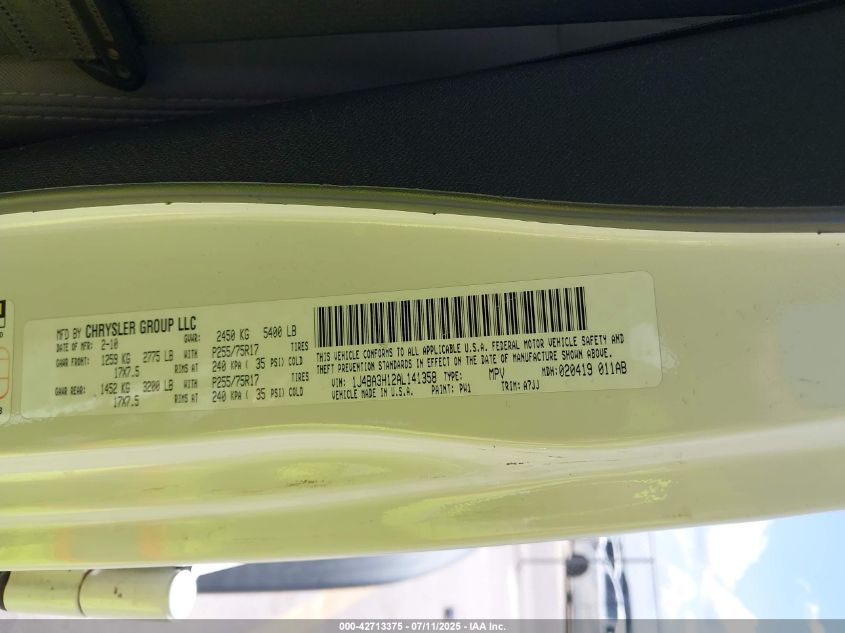 MFD BY CHRYSLER GROUP LLC
DATE OF MFR: 2-10 GVWR: 2450 KG 5400 LB
GAWR FRONT: 1259 KG 2775 LB WITH P255/75R17 TIRES
17X7.5 RIMS AT 240 KPA ( 35 PSI) COLD
GAWR REAR: 1452 KG 3200 LB WITH P255/75R17 TIRES
17X7.5 RIMS AT 240 KPA ( 35 PSI) COLD
THIS VEHICLE CONFORMS TO ALL APPLICABLE U.S.A. FEDERAL MOTOR VEHICLE SAFETY AND
THEFT PREVENTION STANDARDS IN EFFECT ON THE DATE OF MANUFACTURE SHOWN ABOVE.
VIN: 1J4BA3H12AL141358 TYPE: MPV MDH: 020419 011AB
VEHICLE MADE IN U.S.A. PAINT: PW1 TRIM: A7JJ
000-42713375 - 07/11/2025 - IAA Inc.